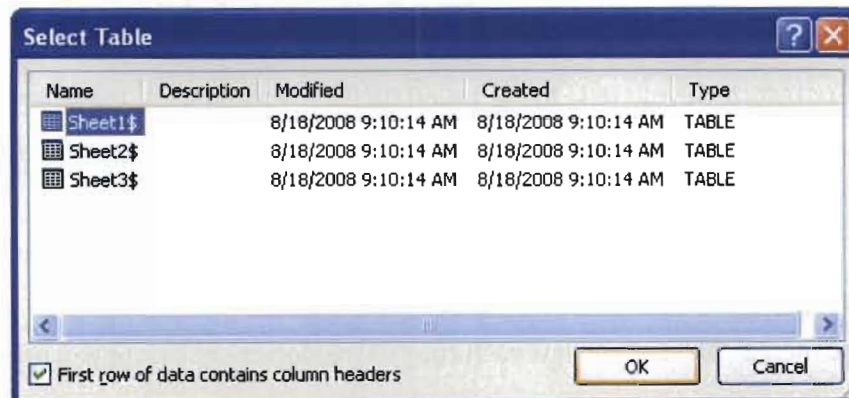 Select Table
Name Description Modified Created Type
Sheet1$ 8/18/2008 9:10:14 AM 8/18/2008 9:10:14 AM TABLE
Sheet2$ 8/18/2008 9:10:14 AM 8/18/2008 9:10:14 AM TABLE
Sheet3$ 8/18/2008 9:10:14 AM 8/18/2008 9:10:14 AM TABLE
First row of data contains column headers OK Cancel